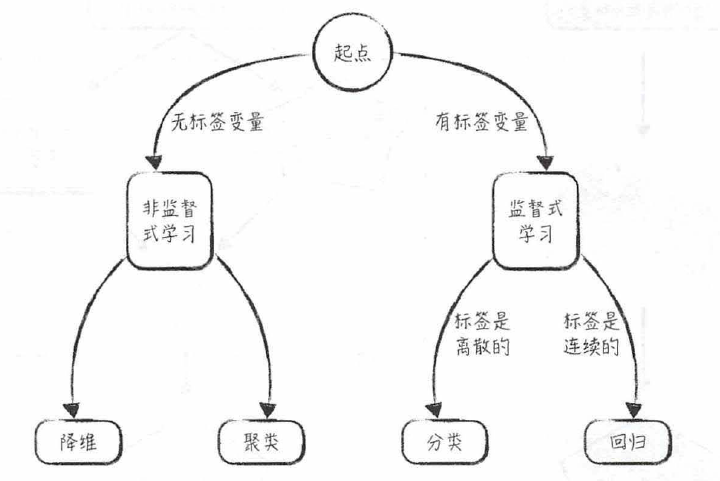 起点
无标签变量
有标签变量
非监督
式学习
监督式
学习
标签是
离散的
标签是
连续的
降维
聚类
分类
回归